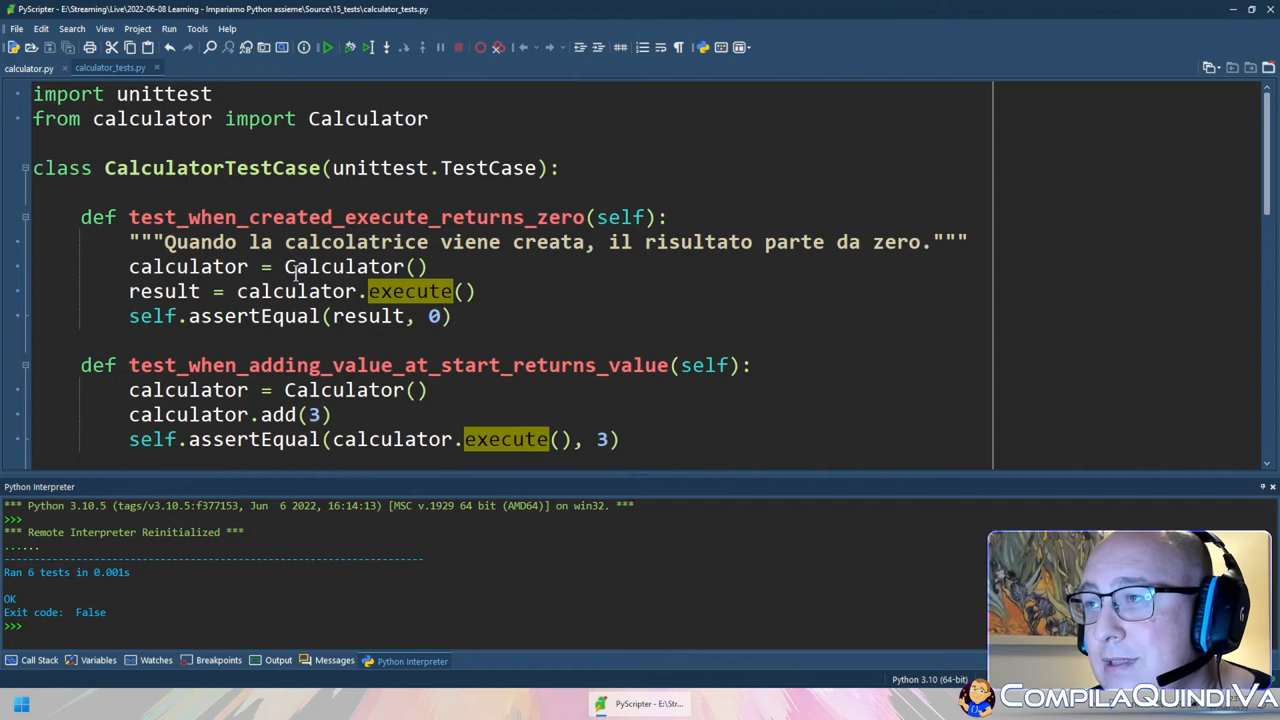 PyScripter - E:\Streaming\Live\2022-06-08 Learning - Impariamo Python assieme\Source\15_tests\calculator_tests.py
File Edit Search View Project Run Tools Help
calculator.py calculator_tests.py
import unittest
from calculator import Calculator
class CalculatorTestCase(unittest.TestCase):
def test_when_created_execute_returns_zero(self):
"""Quando la calcolatrice viene creata, il risultato parte da zero."""
calculator = Calculator()
result = calculator.execute()
self.assertEqual(result, 0)
def test_when_adding_value_at_start_returns_value(self):
calculator = Calculator()
calculator.add(3)
self.assertEqual(calculator.execute(), 3)
Python Interpreter
*** Python 3.10.5 (tags/v3.10.5:f377153, Jun  6 2022, 16:14:13) [MSC v.1929 64 bit (AMD64)] on win32. ***
>>>
*** Remote Interpreter Reinitialized ***
......
----------------------------------------------------------------------
Ran 6 tests in 0.001s
OK
Exit code:  False
>>>
Call Stack Variables Watches Breakpoints Output Messages Python Interpreter
Python 3.10 (64-bit)
PyScripter - E:\Str...
COMPILAQUINDIVA